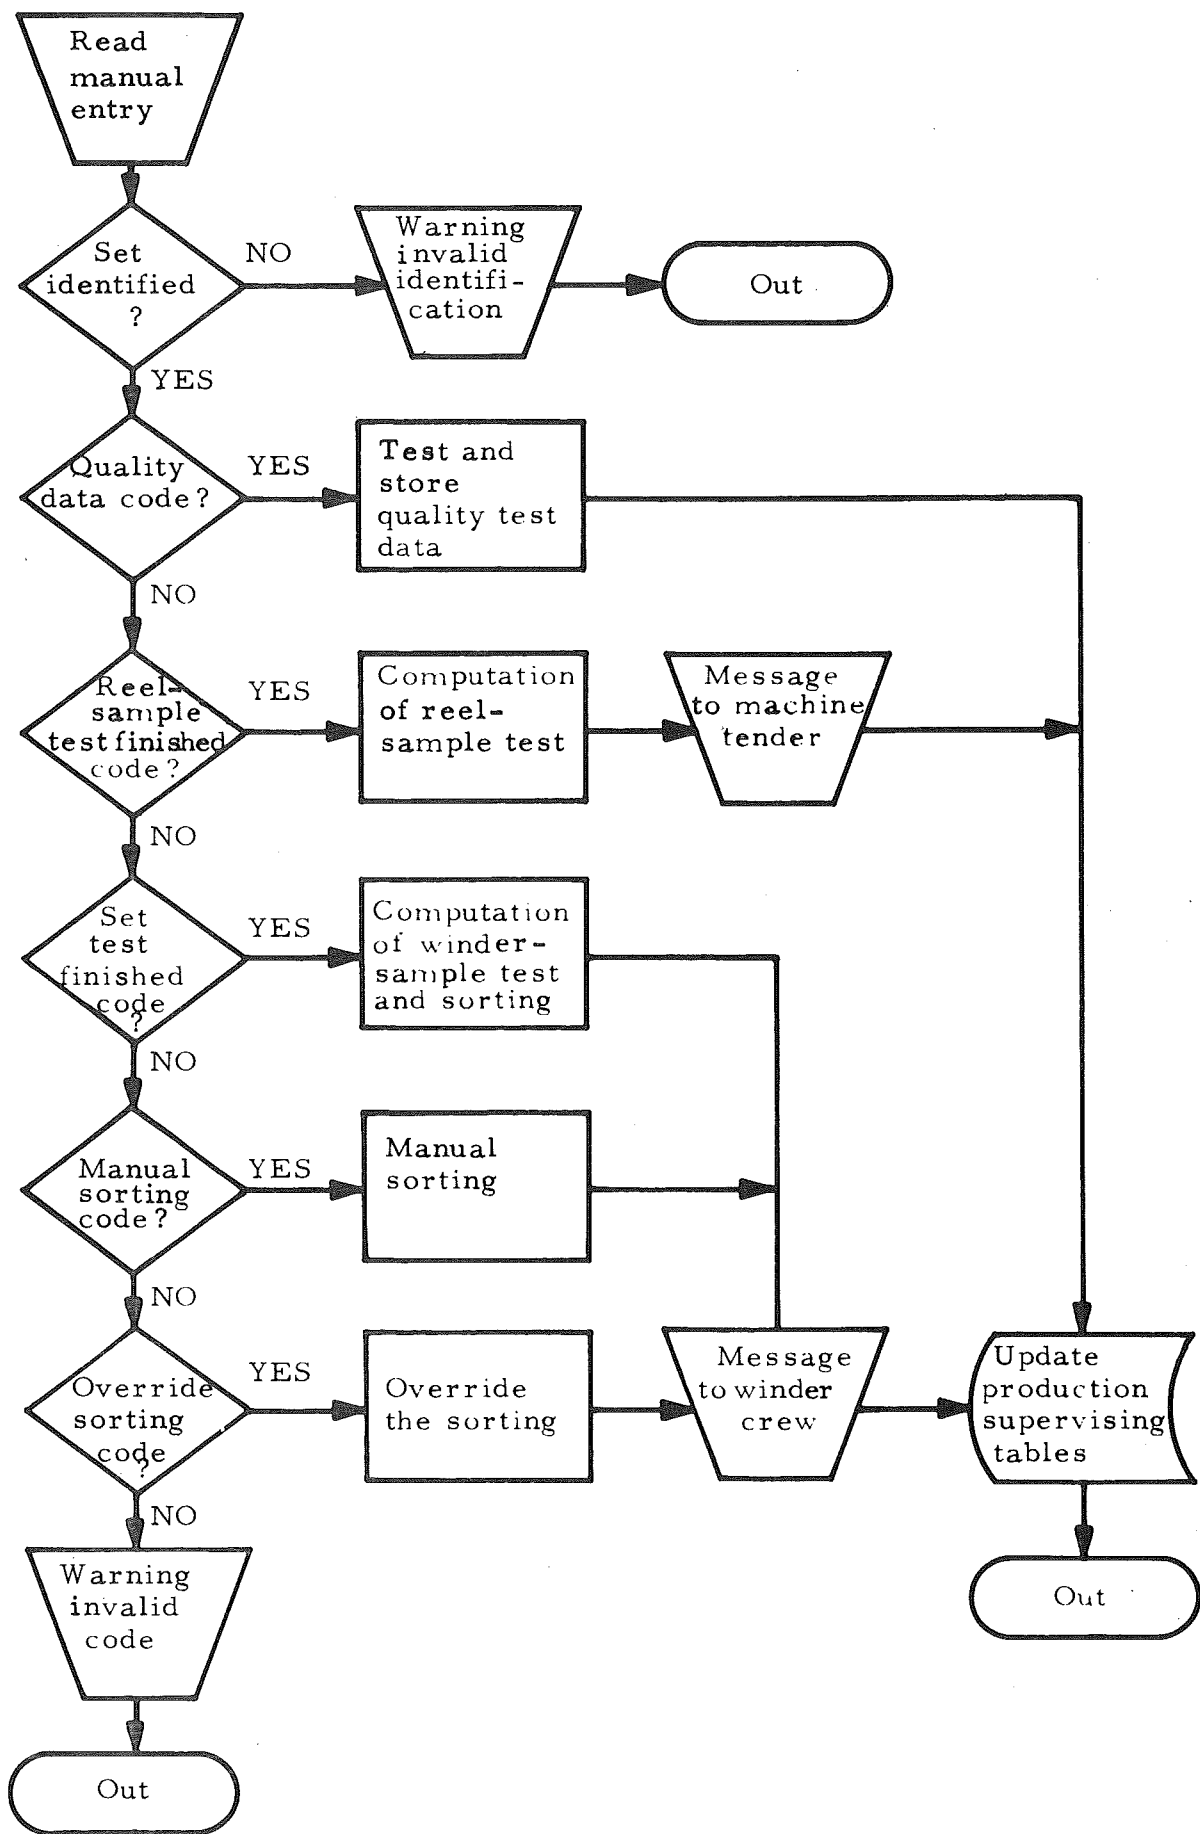 Read
manual
entry
Set
identified
?
NO
Warning
invalid
identifi-
cation
Out
YES
Quality
data code?
YES
Test and
store
quality test
data
NO
Reel-
sample
test finished
code?
YES
Computation
of reel-
sample test
Message
to machine
tender
NO
Set
test
finished
code
?
YES
Computation
of winder-
sample test
and sorting
NO
Manual
sorting
code?
YES
Manual
sorting
NO
Override
sorting
code
?
YES
Override
the sorting
Message
to winder
crew
Update
production
supervising
tables
NO
Warning
invalid
code
Out
Out